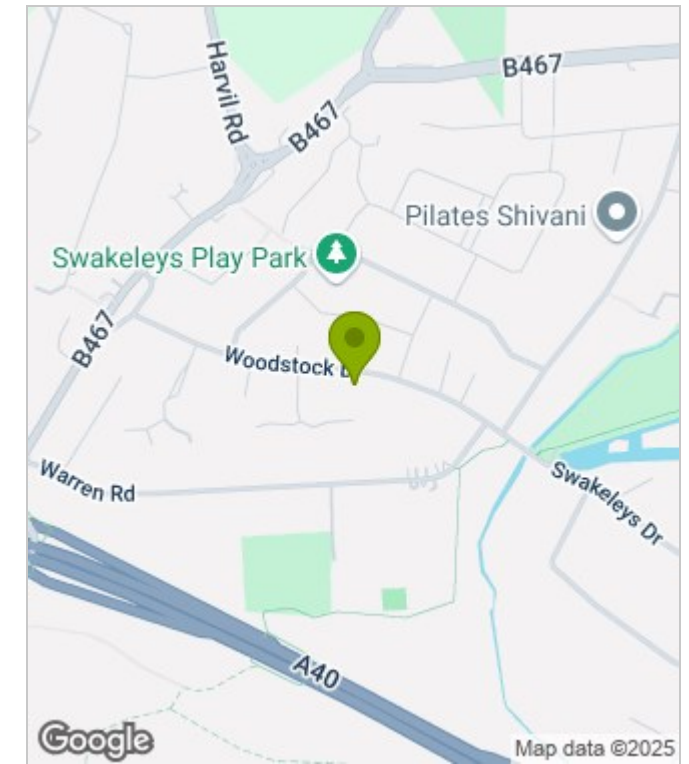 Harvil Rd
B467
B467
Pilates Shivani
Swakeleys Play Park
B467
Woodstock D
Warren Rd
Swakeleys Dr
A40
Google
Map data ©2025